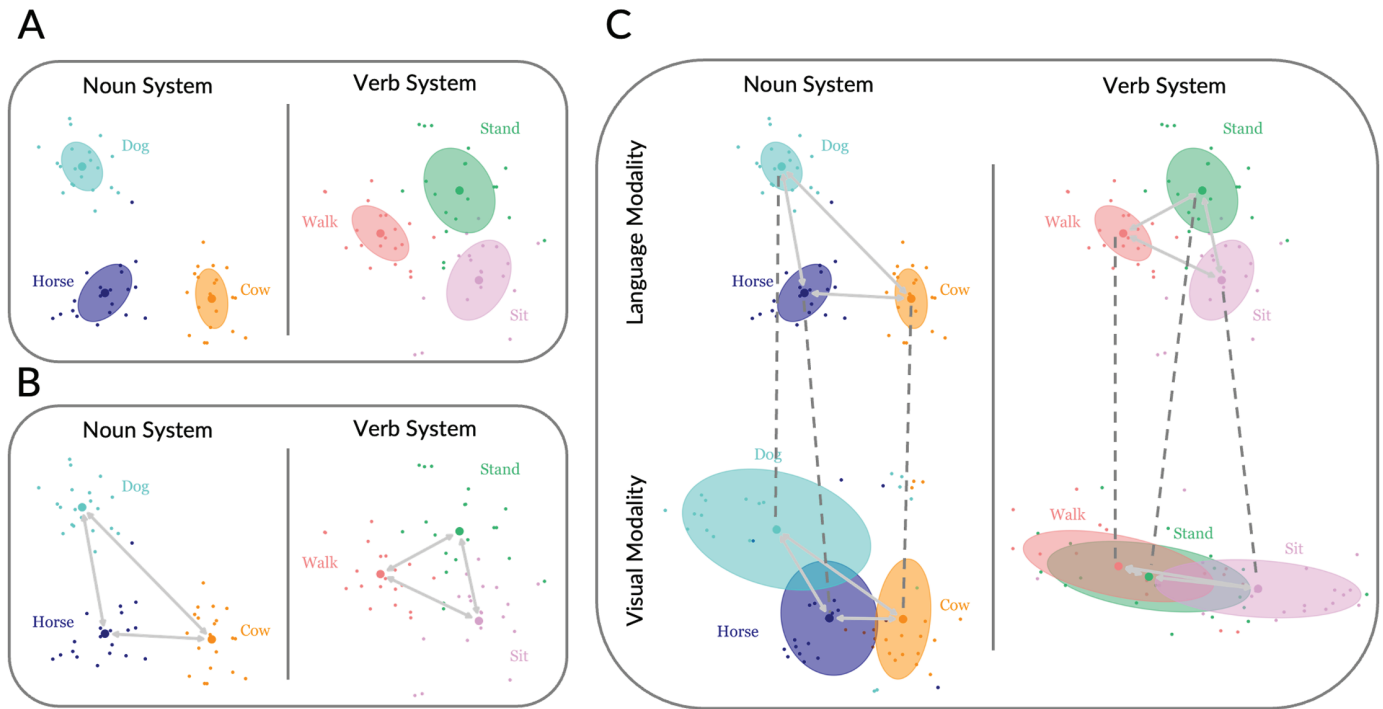 A
Noun System
Verb System
Dog
Stand
Walk
Horse
Cow
Sit
B
Noun System
Verb System
Dog
Stand
Walk
Horse
Cow
Sit
C
Noun System
Verb System
Language Modality
Dog
Stand
Walk
Horse
Cow
Sit
Visual Modality
Dog
Walk
Stand
Sit
Horse
Cow